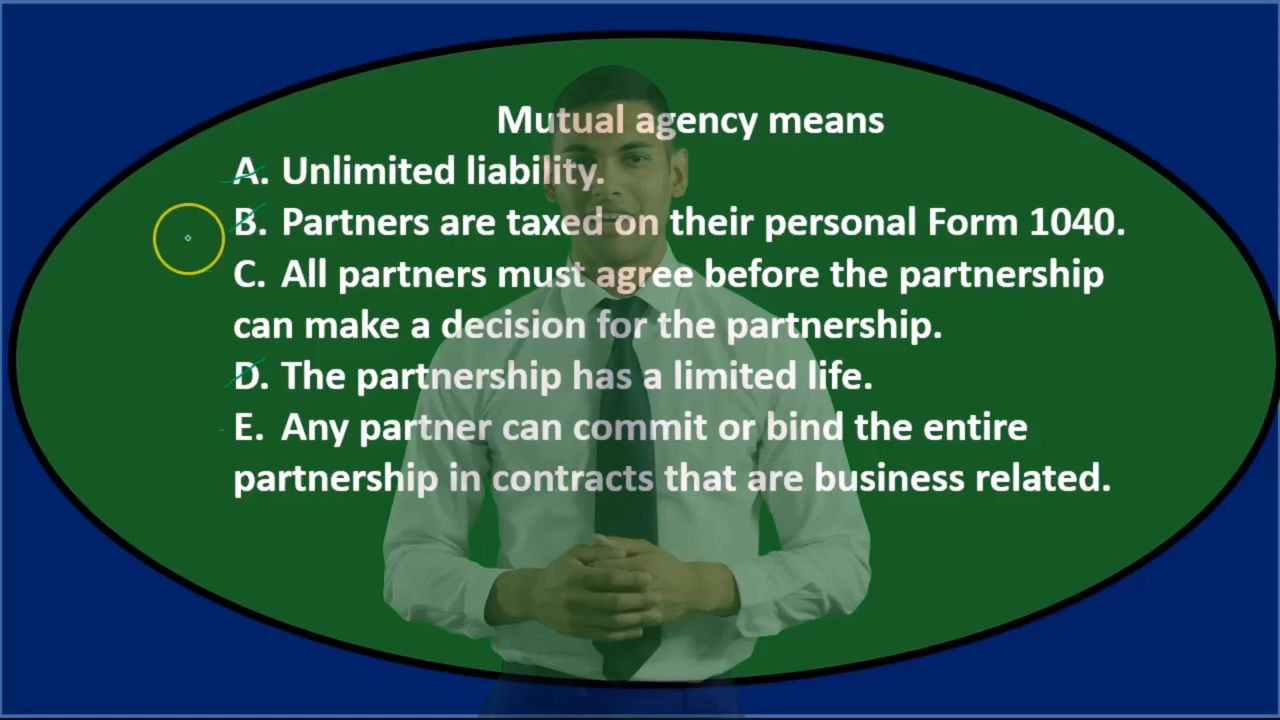 Mutual agency means
A. Unlimited liability.
B. Partners are taxed on their personal Form 1040.
C. All partners must agree before the partnership
can make a decision for the partnership.
D. The partnership has a limited life.
E. Any partner can commit or bind the entire
partnership in contracts that are business related.